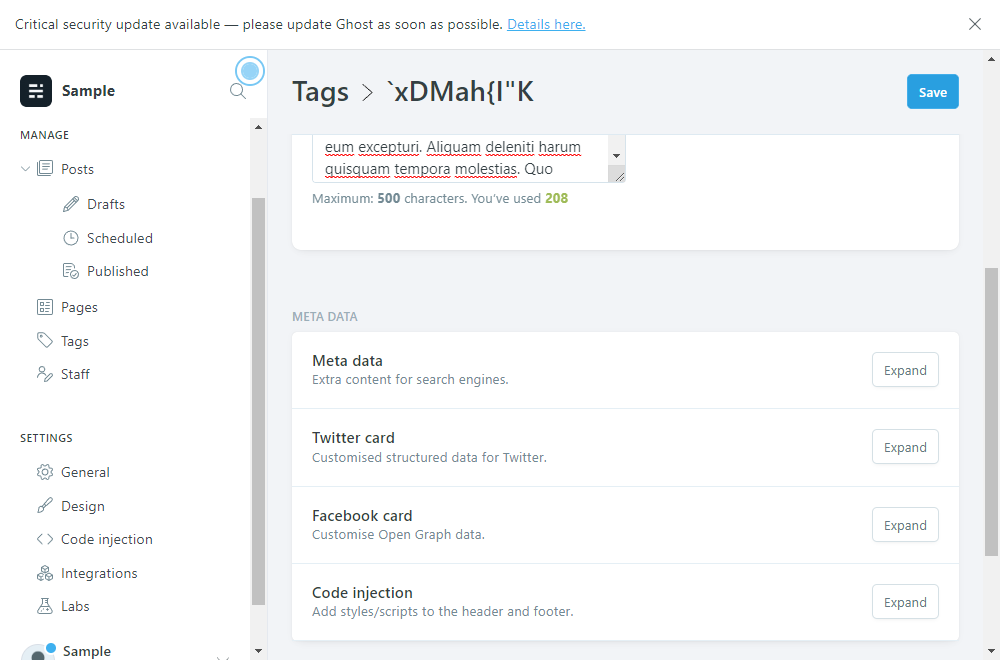 Critical security update available — please update Ghost as soon as possible. Details here.
Sample
MANAGE
Posts
Drafts
Scheduled
Published
Pages
Tags
Staff
SETTINGS
General
Design
Code injection
Integrations
Labs
Sample
Tags > `xDMah{I"K
Save
eum excepturi. Aliquam deleniti harum
quisquam tempora molestias. Quo
Maximum: 500 characters. You’ve used 208
META DATA
Meta data
Extra content for search engines.
Expand
Twitter card
Customised structured data for Twitter.
Expand
Facebook card
Customise Open Graph data.
Expand
Code injection
Add styles/scripts to the header and footer.
Expand